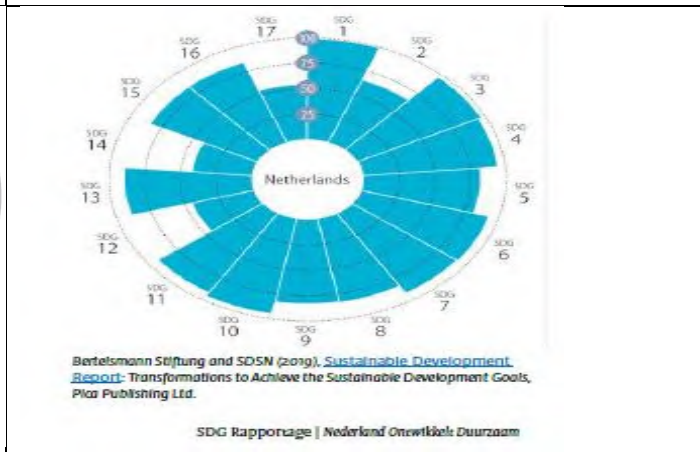 SDG 1
SDG 2
SDG 3
SDG 4
SDG 5
SDG 6
SDG 7
SDG 8
SDG 9
SDG 10
SDG 11
SDG 12
SDG 13
SDG 14
SDG 15
SDG 16
SDG 17
100
75
50
25
Netherlands
Bertelsmann Stiftung and SDSN (2019), Sustainable Development
Report: Transformations to Achieve the Sustainable Development Goals,
Pica Publishing Ltd.
SDG Rapportage | Nederland Ontwikkelt Duurzaam